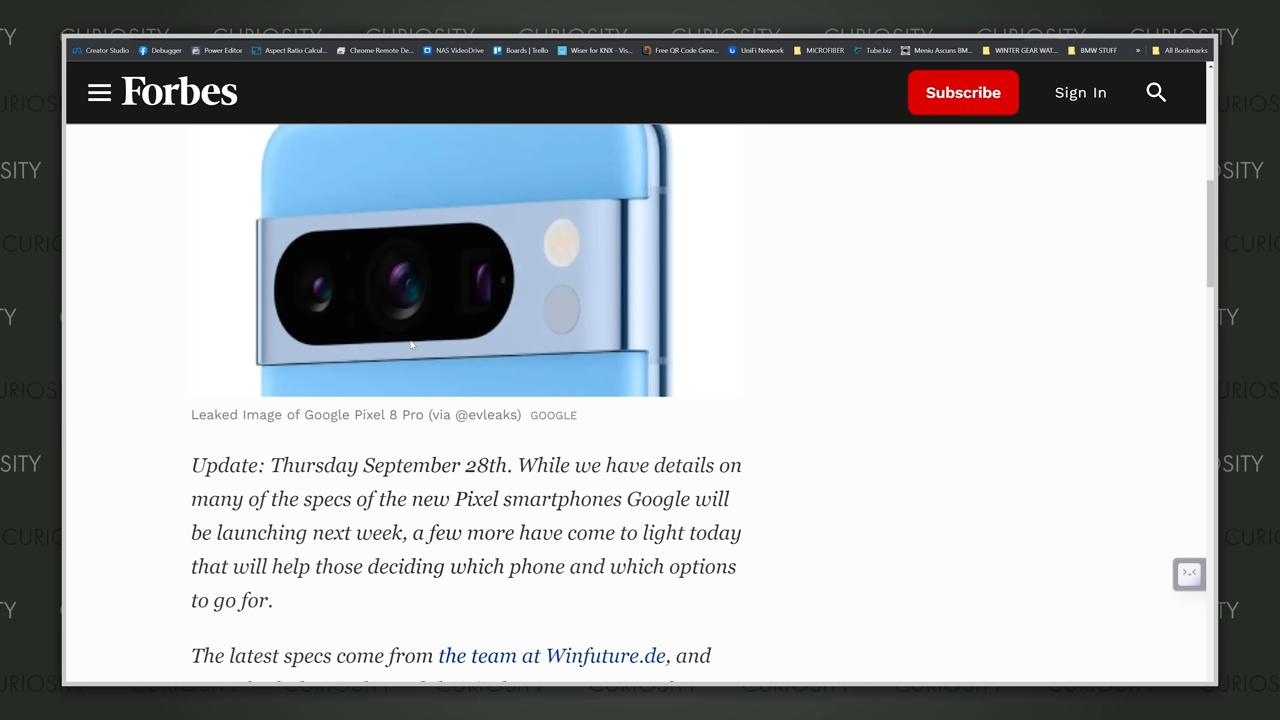 Creator Studio Debugger Power Editor Aspect Ratio Calcul... Chrome Remote De... NAS VideoDrive Boards | Trello Wiser for KNX - Vis... Free QR Code Gene... UniFi Network MICROFIBER Tube.biz Meniu Ascuns BM... WINTER GEAR WAT... BMW STUFF » All Bookmarks
Forbes Subscribe Sign In
Leaked Image of Google Pixel 8 Pro (via @evleaks) GOOGLE
Update: Thursday September 28th. While we have details on
many of the specs of the new Pixel smartphones Google will
be launching next week, a few more have come to light today
that will help those deciding which phone and which options
to go for.
The latest specs come from the team at Winfuture.de, and